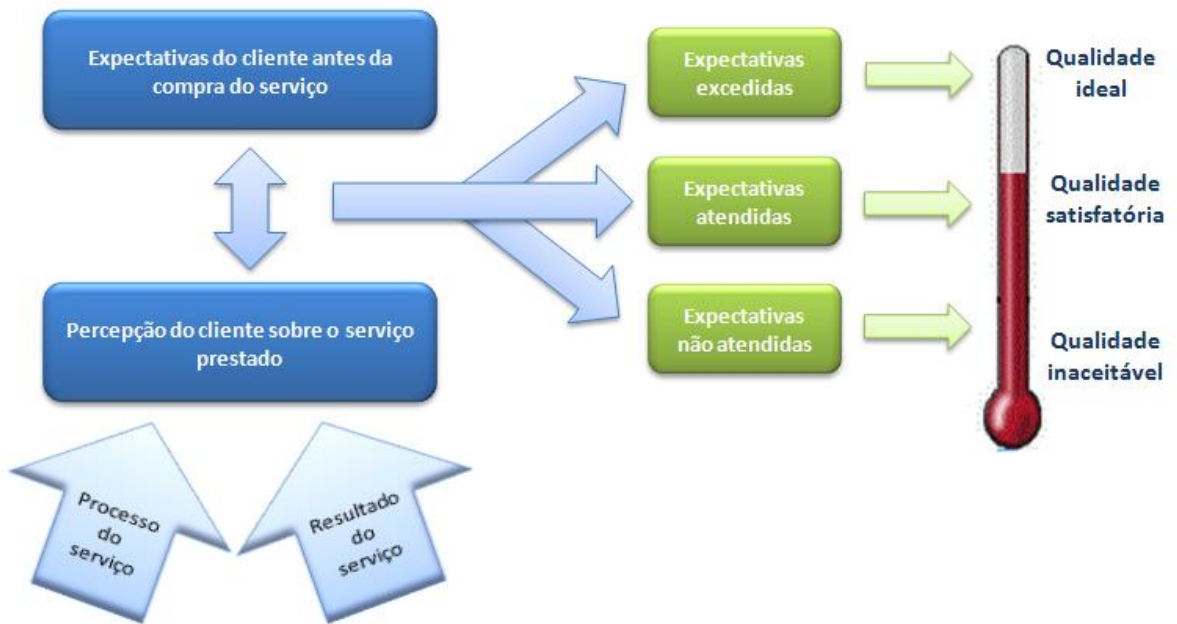 Expectativas do cliente antes da
compra do serviço
Percepção do cliente sobre o serviço
prestado
Processo
do
serviço
Resultado
do
serviço
Expectativas
excedidas
Expectativas
atendidas
Expectativas
não atendidas
Qualidade
ideal
Qualidade
satisfatória
Qualidade
inaceitável